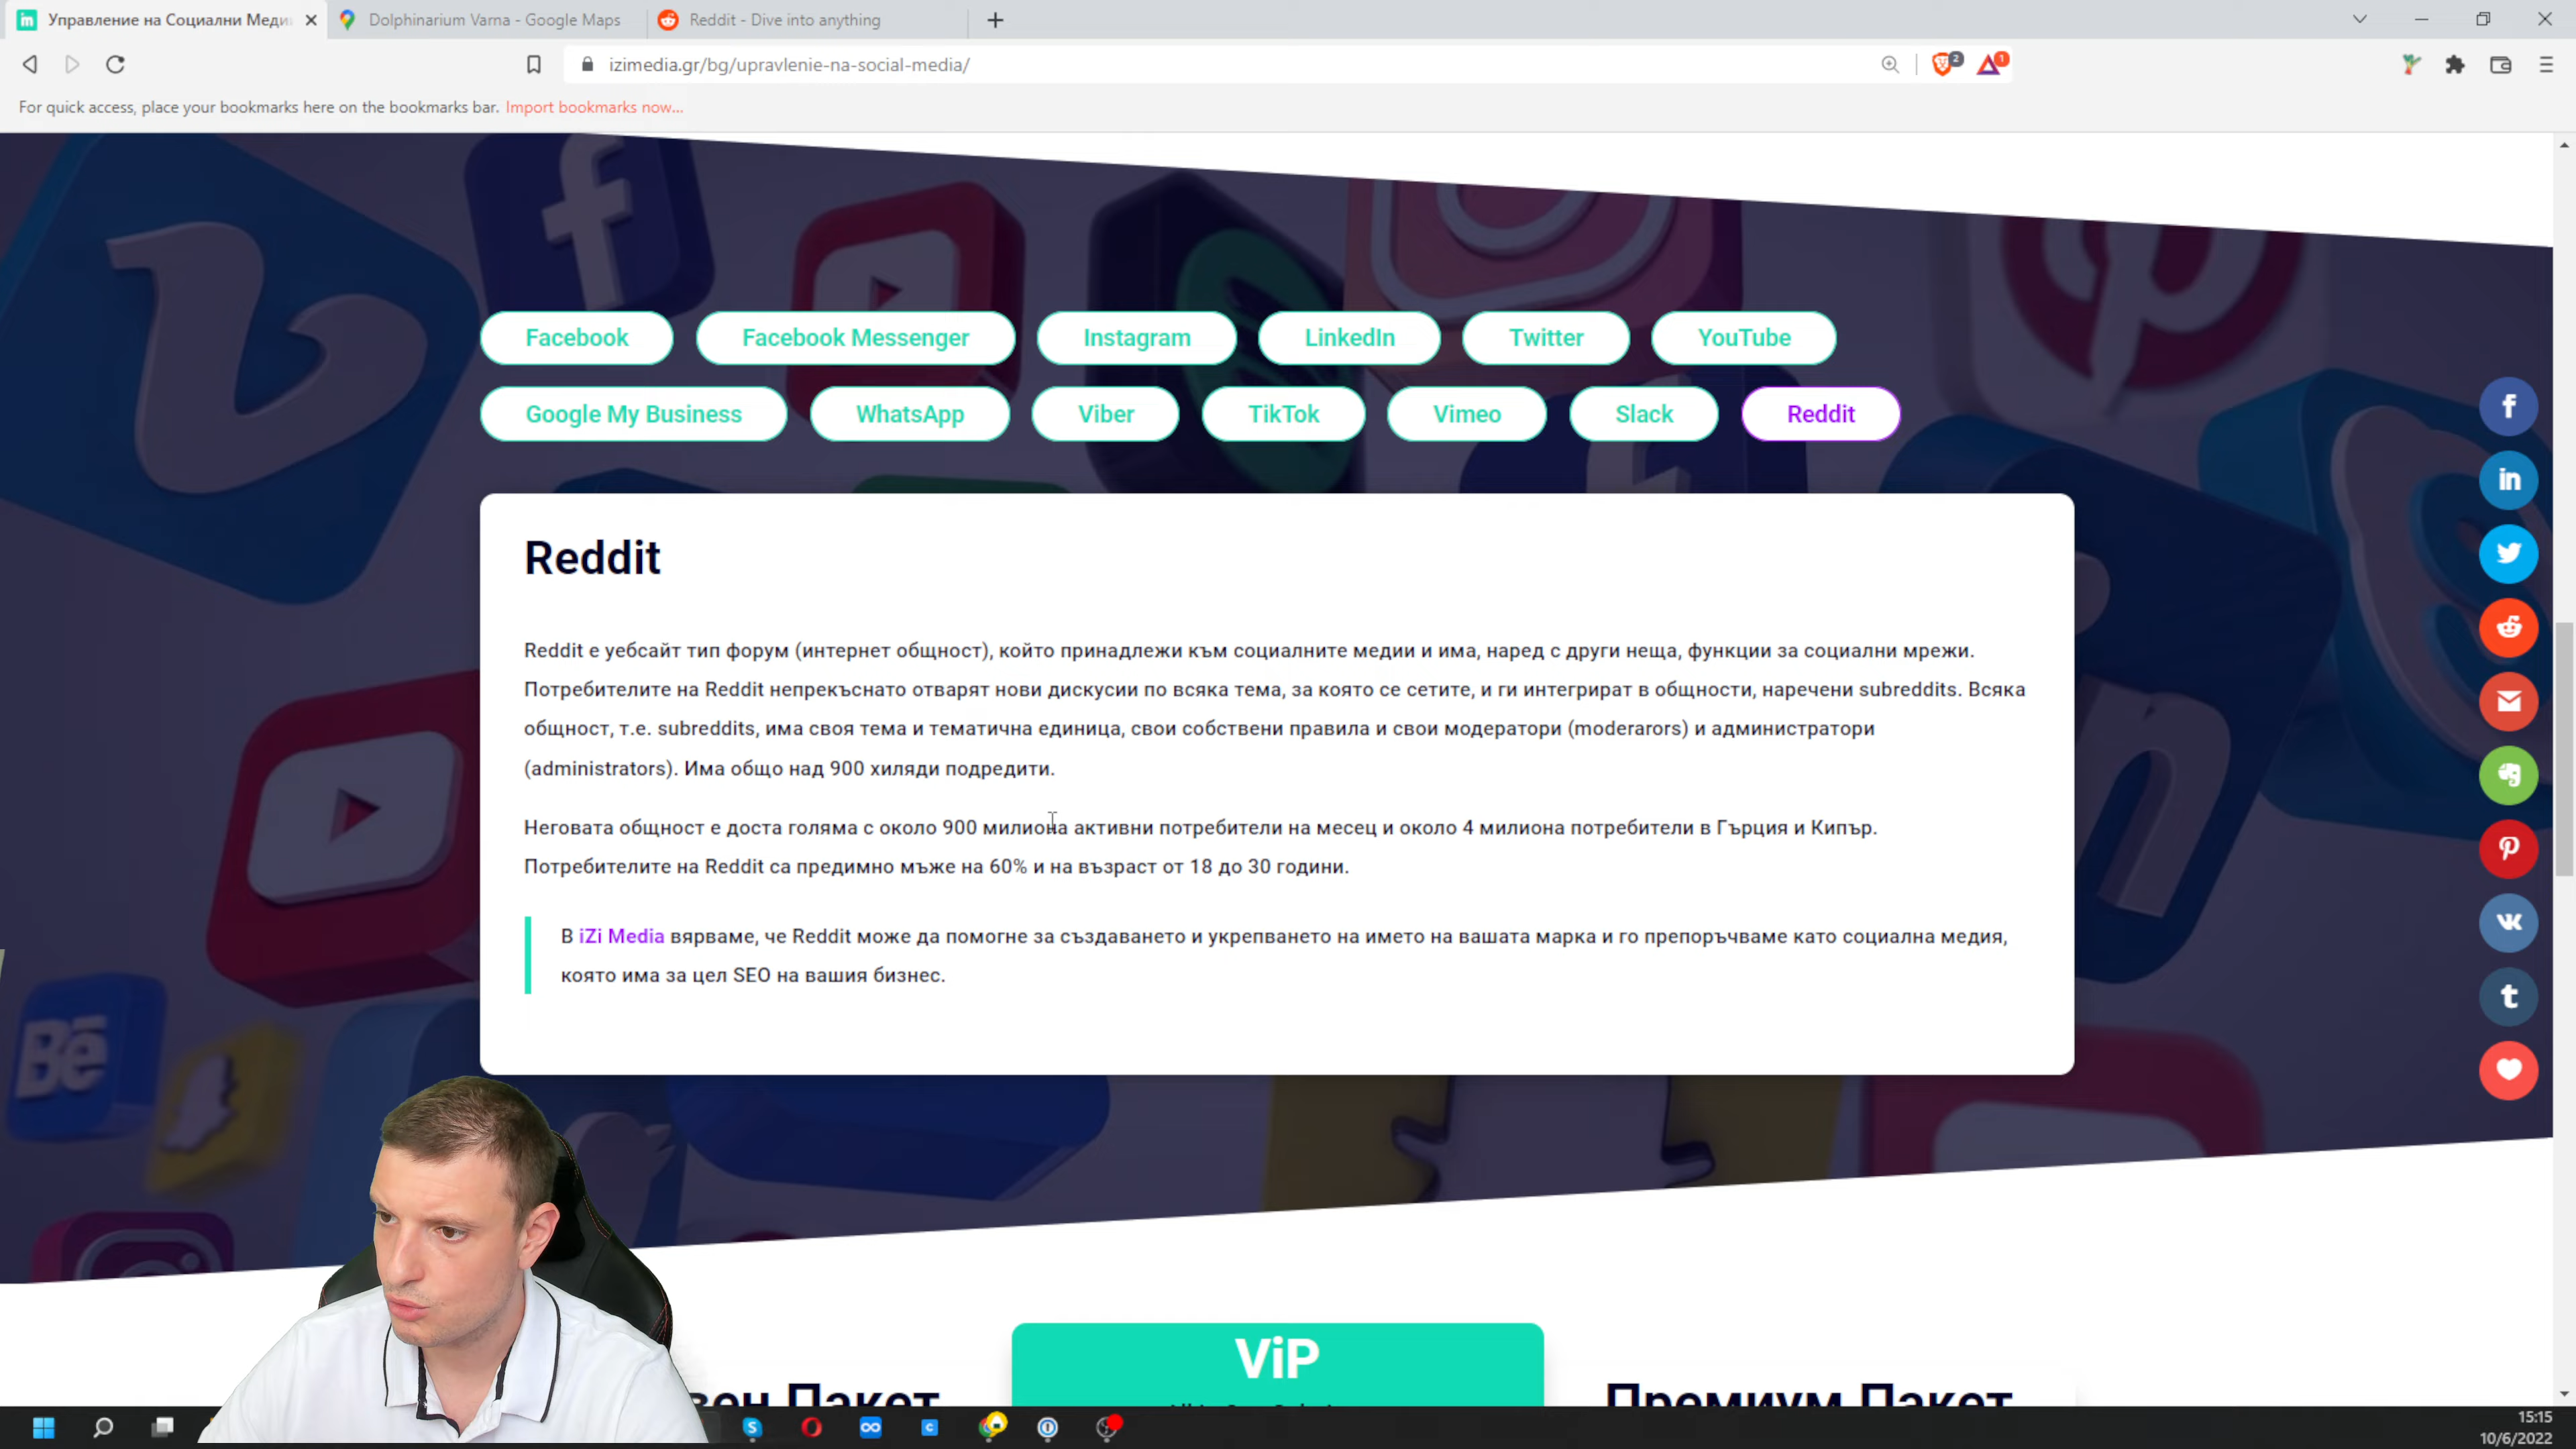 Управление на Социални Меди
Dolphinarium Varna - Google Maps
Reddit - Dive into anything
izimedia.gr/bg/upravlenie-na-social-media/
2
1
For quick access, place your bookmarks here on the bookmarks bar. Import bookmarks now...
Facebook
Facebook Messenger
Instagram
LinkedIn
Twitter
YouTube
Google My Business
WhatsApp
Viber
TikTok
Vimeo
Slack
Reddit
Reddit
Reddit е уебсайт тип форум (интернет общност), който принадлежи към социалните медии и има, наред с други неща, функции за социални мрежи.
Потребителите на Reddit непрекъснато отварят нови дискусии по всяка тема, за която се сетите, и ги интегрират в общности, наречени subreddits. Всяка
общност, т.е. subreddits, има своя тема и тематична единица, свои собствени правила и свои модератори (moderarors) и администратори
(administrators). Има общо над 900 хиляди подредити.
Неговата общност е доста голяма с около 900 милиона активни потребители на месец и около 4 милиона потребители в Гърция и Кипър.
Потребителите на Reddit са предимно мъже на 60% и на възраст от 18 до 30 години.
В iZi Media вярваме, че Reddit може да помогне за създаването и укрепването на името на вашата марка и го препоръчваме като социална медия,
която има за цел SEO на вашия бизнес.
Bē
ViP
Пакет
Премиум Пакет
15:15
10/6/2022